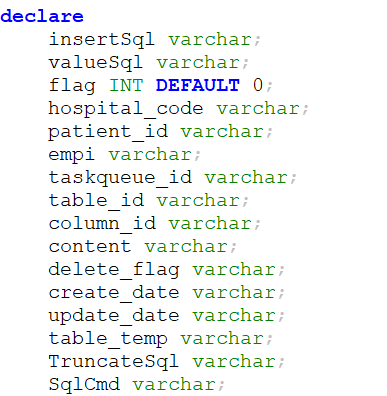 declare
insertSql varchar;
valueSql varchar;
flag INT DEFAULT 0;
hospital_code varchar;
patient_id varchar;
empi varchar;
taskqueue_id varchar;
table_id varchar;
column_id varchar;
content varchar;
delete_flag varchar;
create_date varchar;
update_date varchar;
table_temp varchar;
TruncateSql varchar;
SqlCmd varchar;